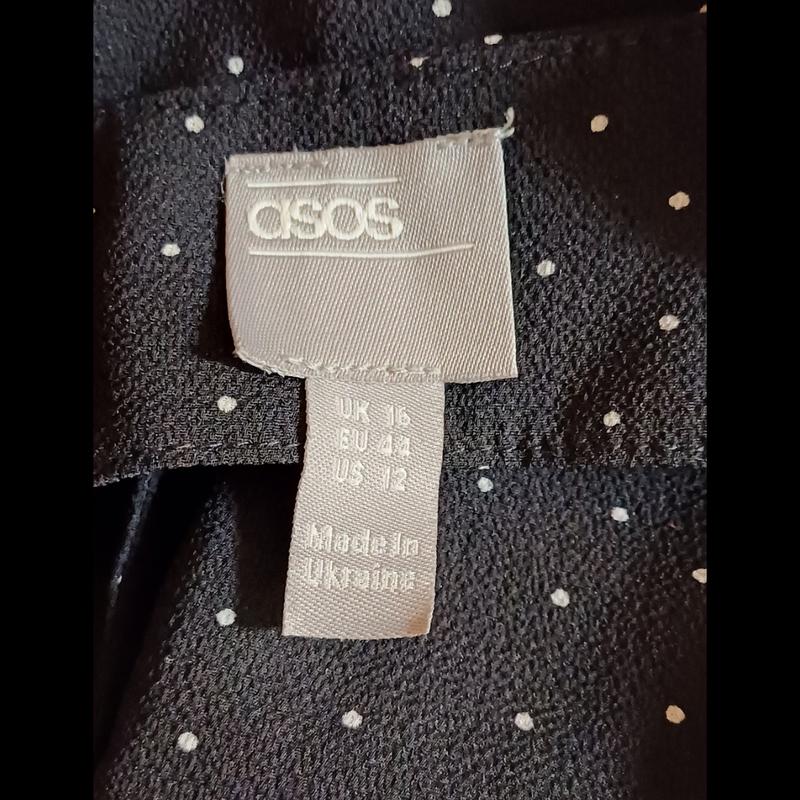 asos
UK 16
EU 44
US 12
Made In
Ukraine